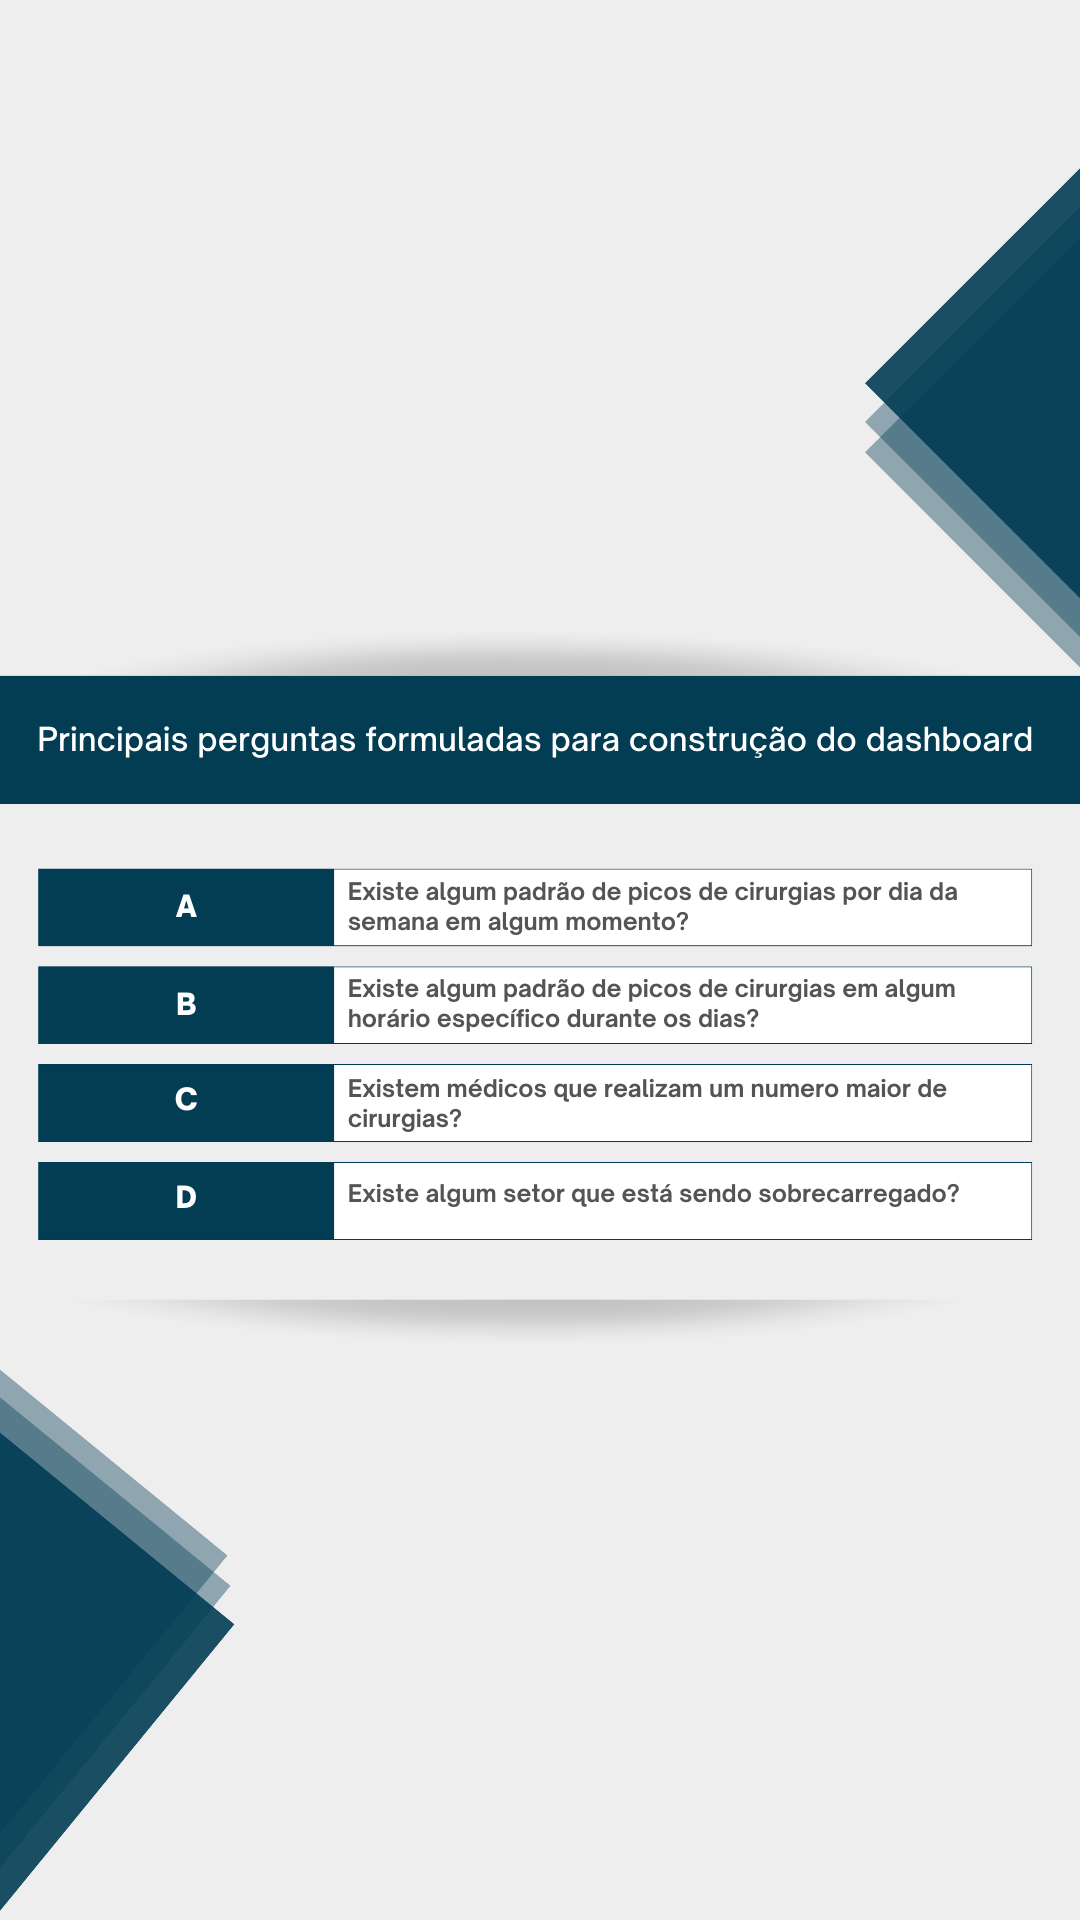 Principais perguntas formuladas para construção do dashboard
A
Existe algum padrão de picos de cirurgias por dia da
semana em algum momento?
B
Existe algum padrão de picos de cirurgias em algum
horário específico durante os dias?
C
Existem médicos que realizam um numero maior de
cirurgias?
D
Existe algum setor que está sendo sobrecarregado?